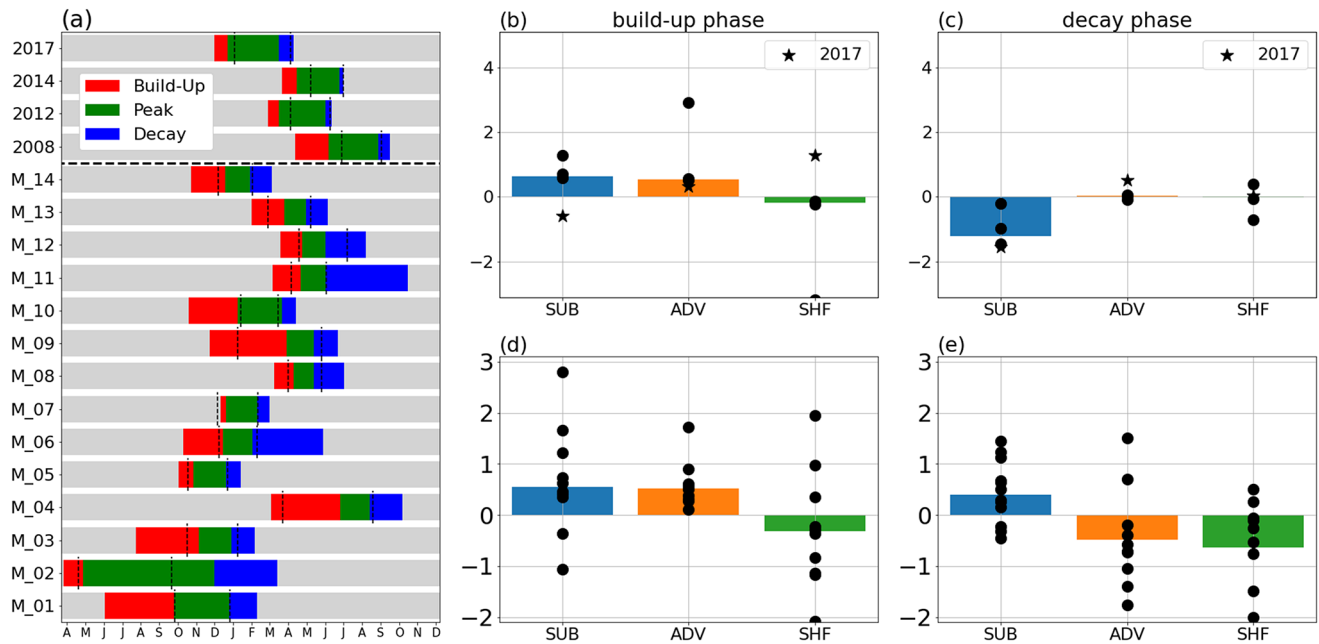 (a)
2017
2014
2012
2008
M_14
M_13
M_12
M_11
M_10
M_09
M_08
M_07
M_06
M_05
M_04
M_03
M_02
M_01
Build-Up
Peak
Decay
A M J J A S O N D J F M A M J J A S O N D
(b) build-up phase
★ 2017
4
2
0
−2
SUB ADV SHF
(c) decay phase
★ 2017
4
2
0
−2
SUB ADV SHF
(d)
3
2
1
0
−1
−2
SUB ADV SHF
(e)
3
2
1
0
−1
−2
SUB ADV SHF